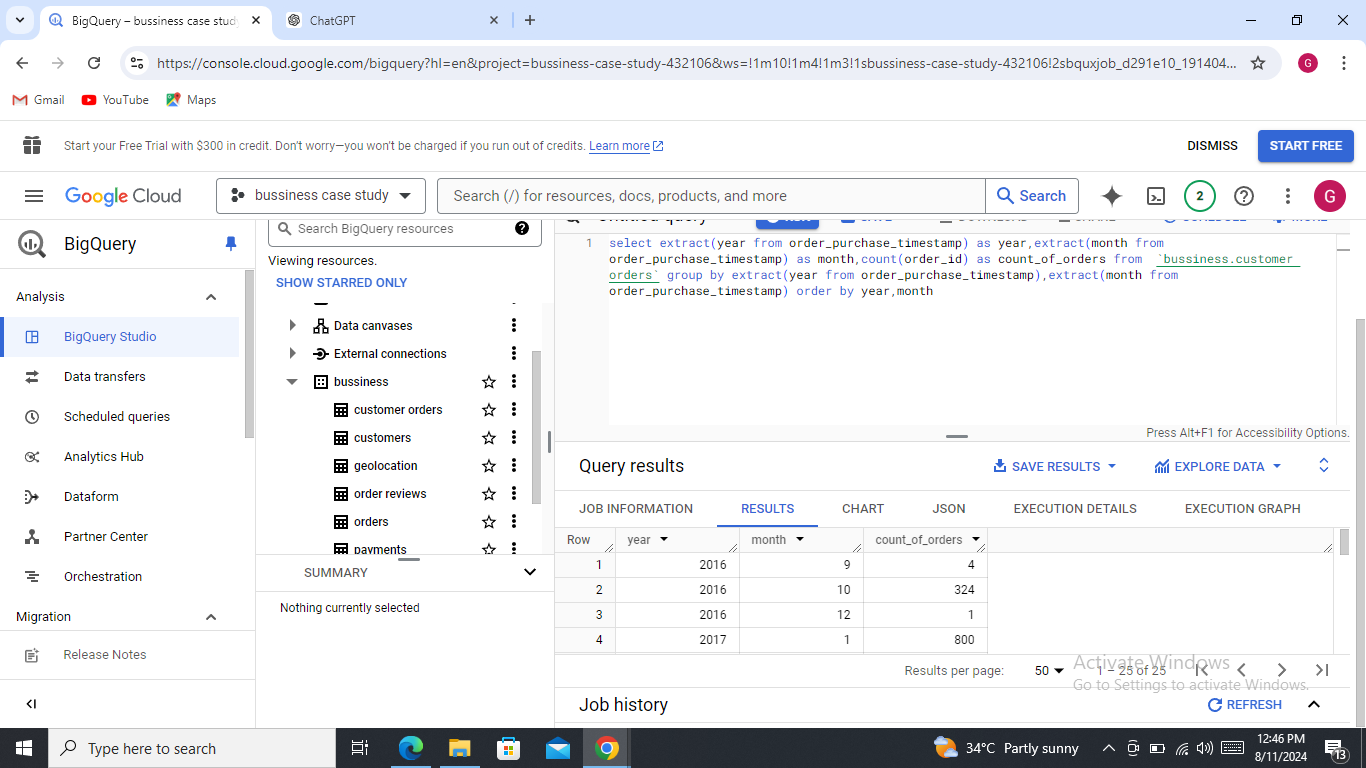 BigQuery – bussiness case stud
ChatGPT
https://console.cloud.google.com/bigquery?hl=en&project=bussiness-case-study-432106&ws=!1m10!1m4!1m3!1sbussiness-case-study-432106!2sbquxjob_d291e10_191404...
G
Gmail
YouTube
Maps
Start your Free Trial with $300 in credit. Don't worry—you won't be charged if you run out of credits. Learn more
DISMISS
START FREE
Google Cloud
bussiness case study
Search (/) for resources, docs, products, and more
Search
2
G
BigQuery
Analysis
BigQuery Studio
Data transfers
Scheduled queries
Analytics Hub
Dataform
Partner Center
Orchestration
Migration
Release Notes
Search BigQuery resources
Viewing resources.
SHOW STARRED ONLY
Data canvases
External connections
bussiness
customer orders
customers
geolocation
order reviews
orders
payments
SUMMARY
Nothing currently selected
1
select extract(year from order_purchase_timestamp) as year,extract(month from
order_purchase_timestamp) as month,count(order_id) as count_of_orders from `bussiness.customer
orders` group by extract(year from order_purchase_timestamp),extract(month from
order_purchase_timestamp) order by year,month
Press Alt+F1 for Accessibility Options.
Query results
SAVE RESULTS
EXPLORE DATA
JOB INFORMATION
RESULTS
CHART
JSON
EXECUTION DETAILS
EXECUTION GRAPH
Row year month count_of_orders
1 2016 9 4
2 2016 10 324
3 2016 12 1
4 2017 1 800
Results per page: 50 1 – 25 of 25
Activate Windows
Go to Settings to activate Windows.
Job history
REFRESH
Type here to search
34°C Partly sunny
12:46 PM
8/11/2024
13